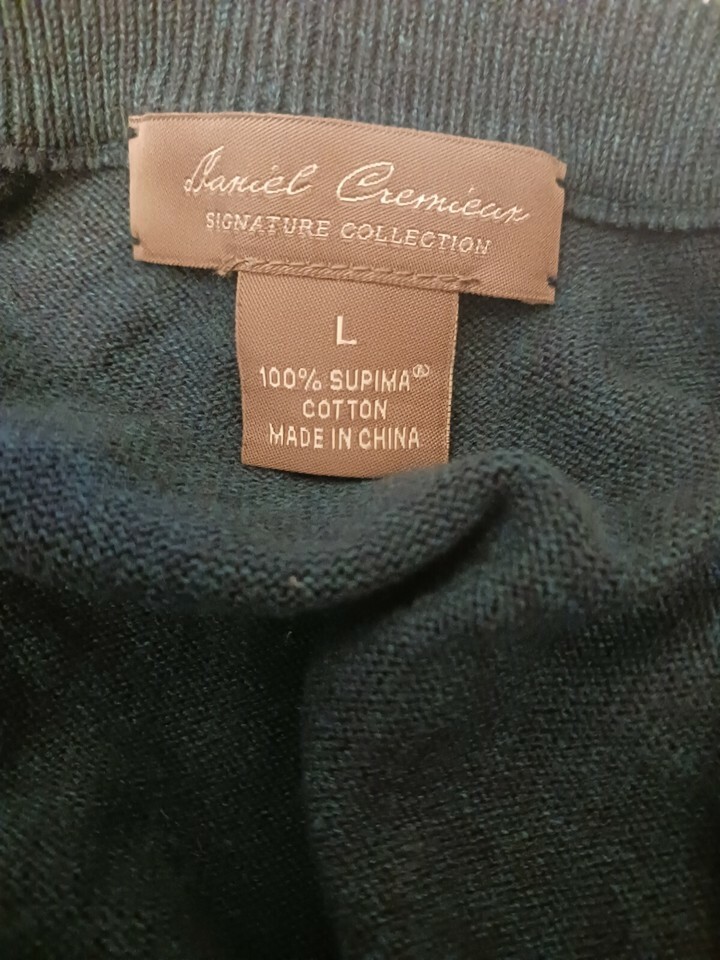 Daniel Cremieux
SIGNATURE COLLECTION
L
100% SUPIMA®
COTTON
MADE IN CHINA